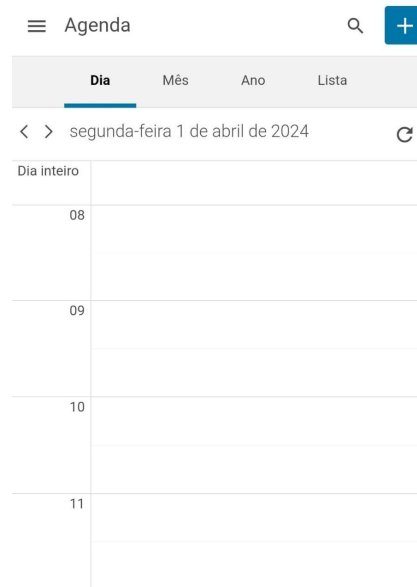 Agenda
Dia Mês Ano Lista
segunda-feira 1 de abril de 2024
Dia inteiro
08
09
10
11